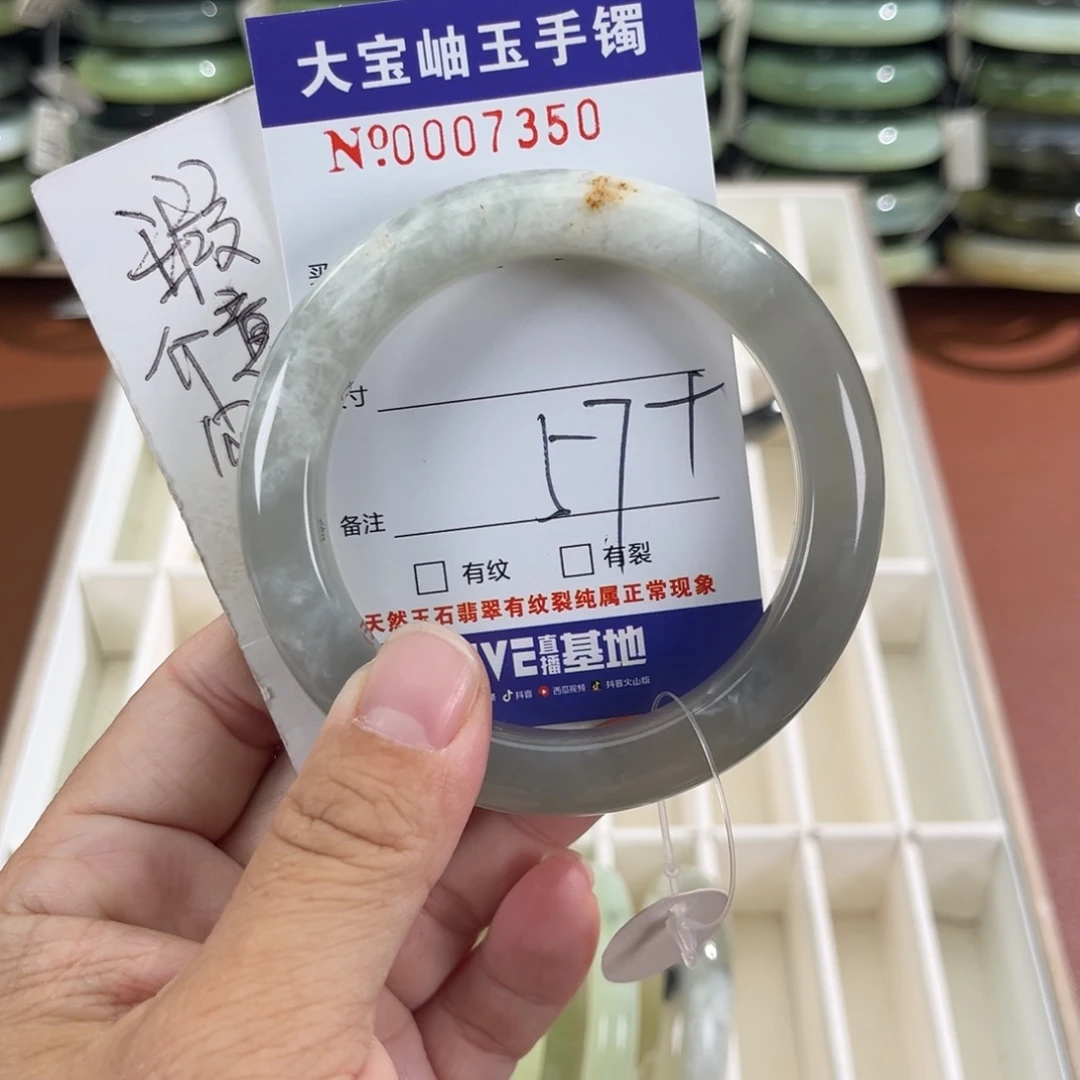 大宝岫玉手镯
№0007350
寸
57+
备注
□ 有纹 □ 有裂
天然玉石翡翠有纹裂纯属正常现象
直播基地
抖音 西瓜视频 抖音火山版